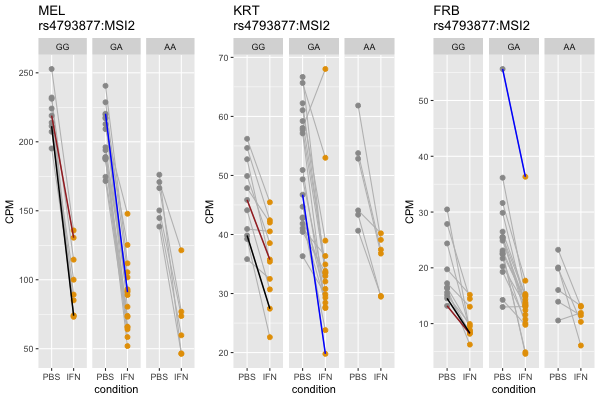 MEL
rs4793877:MSI2
GG GA AA
250
200
150
100
50
CPM
PBS IFN PBS IFN PBS IFN
condition
KRT
rs4793877:MSI2
GG GA AA
70
60
50
40
30
20
CPM
PBS IFN PBS IFN PBS IFN
condition
FRB
rs4793877:MSI2
GG GA AA
50
40
30
20
10
CPM
PBS IFN PBS IFN PBS IFN
condition